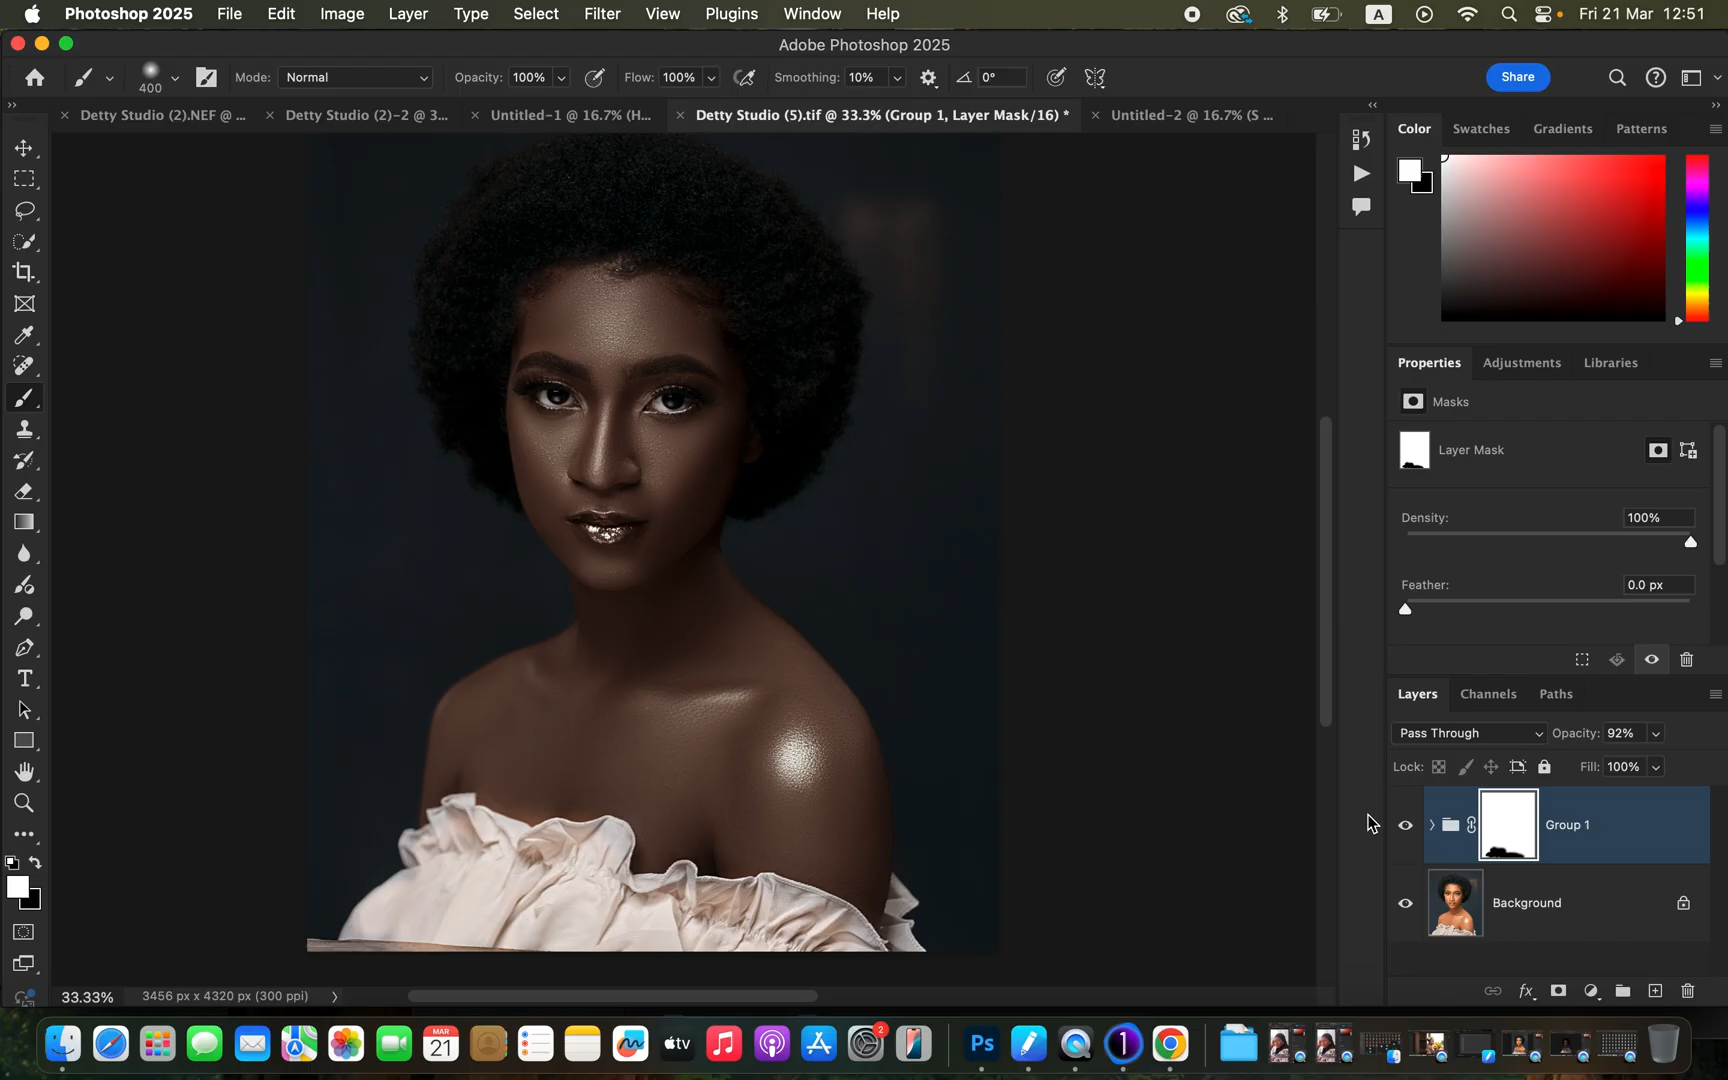 Photoshop 2025 File Edit Image Layer Type Select Filter View Plugins Window Help A Fri 21 Mar 12:51
Adobe Photoshop 2025
400 Mode: Normal Opacity: 100% Flow: 100% Smoothing: 10% 0° Share
Detty Studio (2).NEF @ ... Detty Studio (2)-2 @ 3... Untitled-1 @ 16.7% (H... Detty Studio (5).tif @ 33.3% (Group 1, Layer Mask/16) * Untitled-2 @ 16.7% (S ...
Color Swatches Gradients Patterns
Properties Adjustments Libraries
Masks
Layer Mask
Density: 100%
Feather: 0.0 px
Layers Channels Paths
Pass Through Opacity: 92%
Lock: Fill: 100%
Group 1
Background
fx
33.33% 3456 px x 4320 px (300 ppi)
MAR
21
tv
2
Ps
1